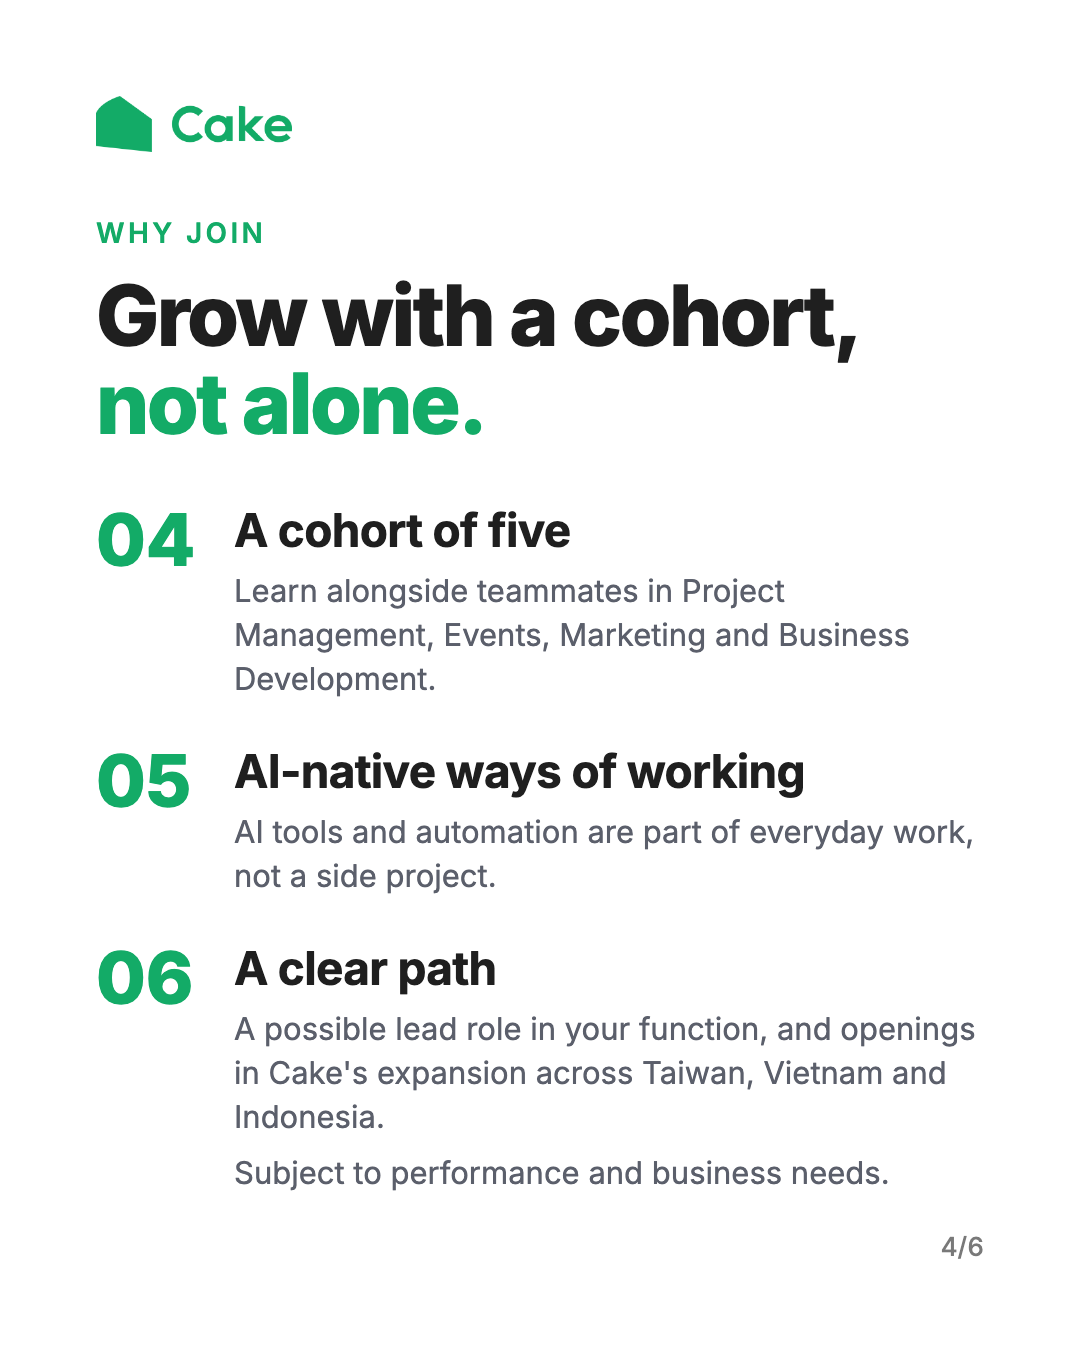 Cake
WHY JOIN
Grow with a cohort,
not alone.
04
A cohort of five
Learn alongside teammates in Project
Management, Events, Marketing and Business
Development.
05
AI-native ways of working
AI tools and automation are part of everyday work,
not a side project.
06
A clear path
A possible lead role in your function, and openings
in Cake's expansion across Taiwan, Vietnam and
Indonesia.
Subject to performance and business needs.
4/6